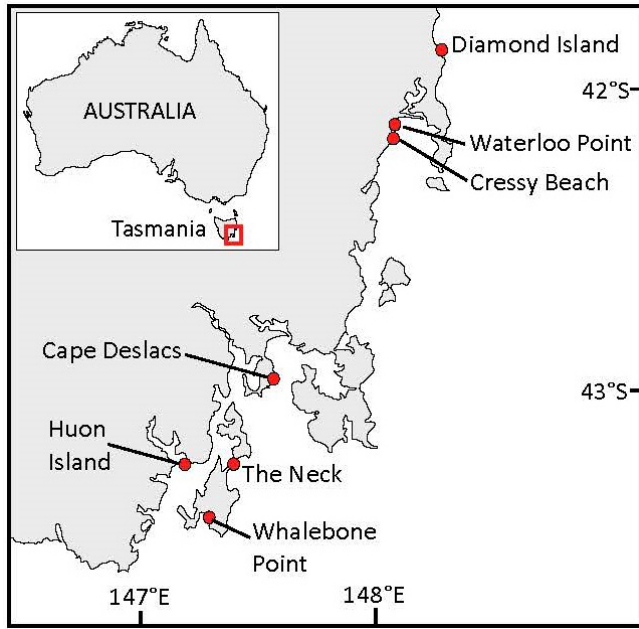 Diamond Island
42°S
AUSTRALIA
Waterloo Point
Cressy Beach
Tasmania
Cape Deslacs
43°S
Huon
Island
The Neck
Whalebone
Point
147°E
148°E